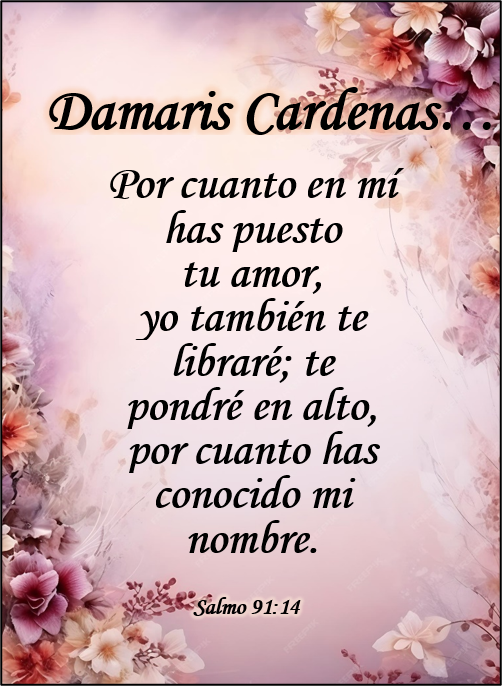 Damaris Cardenas...
Por cuanto en mí
has puesto
tu amor,
yo también te
libraré; te
pondré en alto,
por cuanto has
conocido mi
nombre.
Salmo 91:14